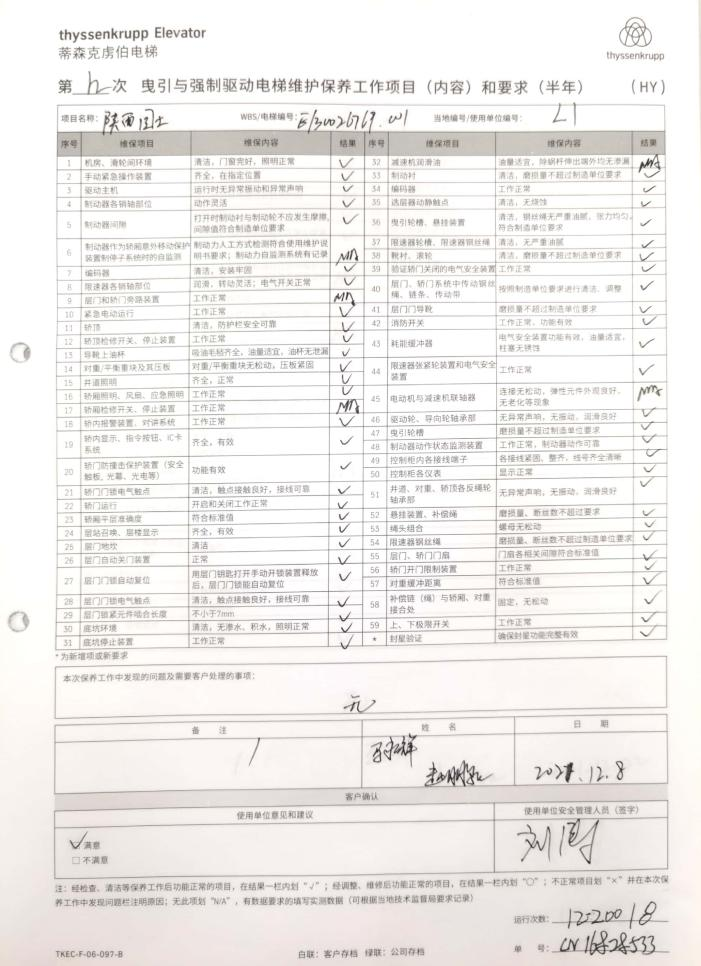 thyssenkrupp Elevator
蒂森克虏伯电梯
thyssenkrupp
第 次 曳引与强制驱动电梯维护保养工作项目（内容）和要求（半年） （HY）
项目名称： WBS/电梯编号： 当地编号/使用单位编号：L1
序号 维保项目 维保内容 结果 序号 维保项目 维保内容 结果
1 机房、滑轮间环境 清洁，门窗完好，照明正常 √ 32 减速机润滑油 油量适宜，除蜗杆伸出端外均无渗漏 N/A
2 手动紧急操作装置 齐全，在指定位置 √ 33 制动衬 清洁，磨损量不超过制造单位要求 √
3 驱动主机 运行时无异常振动和异常声响 √ 34 编码器 工作正常 √
4 制动器各销轴部位 动作灵活 √ 35 选层器动静触点 清洁，无烧蚀 √
5 制动器间隙 打开时制动衬与制动轮不应发生摩擦，间隙值符合制造单位要求 √ 36 曳引轮槽、悬挂装置 清洁，钢丝绳无严重油腻，张力均匀，符合制造单位要求 √
6 制动器作为轿厢意外移动保护装置制停子系统时的自监测 制动力人工方式检测符合使用维护说明书要求；制动力自监测系统有记录 N/A 37 限速器轮槽、限速器钢丝绳 清洁，无严重油腻 √
38 靴衬、滚轮 清洁，磨损量不超过制造单位要求 √
7 编码器 清洁，安装牢固 √ 39 验证轿门关闭的电气安全装置 工作正常 √
8 限速器各销轴部位 润滑，转动灵活；电气开关正常 √ 40 层门、轿门系统中传动钢丝绳、链条、传动带 按照制造单位要求进行清洁、调整 √
9 层门和轿门旁路装置 工作正常 N/A
10 紧急电动运行 工作正常 √ 41 层门门导靴 磨损量不超过制造单位要求 √
11 轿顶 清洁，防护栏安全可靠 √ 42 消防开关 工作正常，功能有效 √
12 轿顶检修开关、停止装置 工作正常 √ 43 耗能缓冲器 电气安全装置功能有效，油量适宜，柱塞无锈蚀 √
13 导靴上油杯 吸油毛毡齐全，油量适宜，油杯无泄漏 √
14 对重/平衡重块及其压板 对重/平衡重块无松动，压板紧固 √ 44 限速器张紧轮装置和电气安全装置 工作正常 √
15 井道照明 齐全，正常 √
16 轿厢照明、风扇、应急照明 工作正常 √ 45 电动机与减速机联轴器 连接无松动，弹性元件外观良好，无老化等现象 N/A
17 轿厢检修开关、停止装置 工作正常 N/A
18 轿内报警装置、对讲系统 工作正常 √ 46 驱动轮、导向轮轴承部 无异常声响，无振动，润滑良好 √
19 轿内显示、指令按钮、IC卡系统 齐全，有效 √ 47 曳引轮槽 磨损量不超过制造单位要求 √
48 制动器动作状态监测装置 工作正常，制动器动作可靠 √
20 轿门防撞击保护装置（安全触板，光幕、光电等） 功能有效 √ 49 控制柜内各接线端子 各接线紧固、整齐，线号齐全清晰 √
50 控制柜各仪表 显示正常 √
21 轿门门锁电气触点 清洁，触点接触良好，接线可靠 √ 51 井道、对重、轿顶各反绳轮轴承部 无异常声响，无振动，润滑良好 √
22 轿门运行 开启和关闭工作正常 √
23 轿厢平层准确度 符合标准值 √ 52 悬挂装置、补偿绳 磨损量、断丝数不超过要求 √
24 层站召唤、层楼显示 齐全，有效 √ 53 绳头组合 螺母无松动 √
25 层门地坎 清洁 √ 54 限速器钢丝绳 磨损量、断丝数不超过制造单位要求 √
26 层门自动关门装置 正常 √ 55 层门、轿门门扇 门扇各相关间隙符合标准值 √
27 层门门锁自动复位 用层门钥匙打开手动开锁装置释放后，层门门锁能自动复位 √ 56 轿门开门限制装置 工作正常 √
57 对重缓冲距离 符合标准值 √
28 层门门锁电气触点 清洁，触点接触良好，接线可靠 √ 58 补偿链（绳）与轿厢、对重接合处 固定，无松动 √
29 层门锁紧元件啮合长度 不小于7mm √
30 底坑环境 清洁，无渗水、积水，照明正常 √ 59 上、下极限开关 工作正常 √
31 底坑停止装置 工作正常 √ * 封星验证 确保封星功能完整有效 √
*为新增项或新要求
本次保养工作中发现的问题及需要客户处理的事项：
无
备 注 姓 名 日 期
/ 2021.12.8
客户确认
使用单位意见和建议 使用单位安全管理人员（签字）
☑满意
□不满意
注：经检查、清洁等保养工作后功能正常的项目，在结果一栏内划“√”；经调整、维修后功能正常的项目，在结果一栏内划“○”；不正常项目划“×”并在本次保
养工作中发现问题栏注明原因；无此项划“N/A”，有数据要求的填写实测数据（可根据当地技术监督局要求记录）
运行次数：1220018
单 号：CN16828533
TKEC-F-06-097-B 白联：客户存档 绿联：公司存档